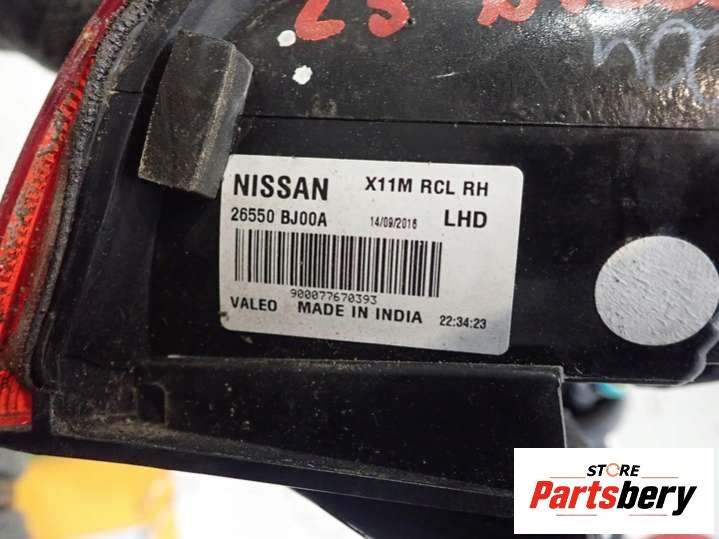 NISSAN X11M RCL RH
26550 BJ00A 14/09/2016 LHD
900077670393
VALEO MADE IN INDIA 22:34:23
STORE
Partsbery